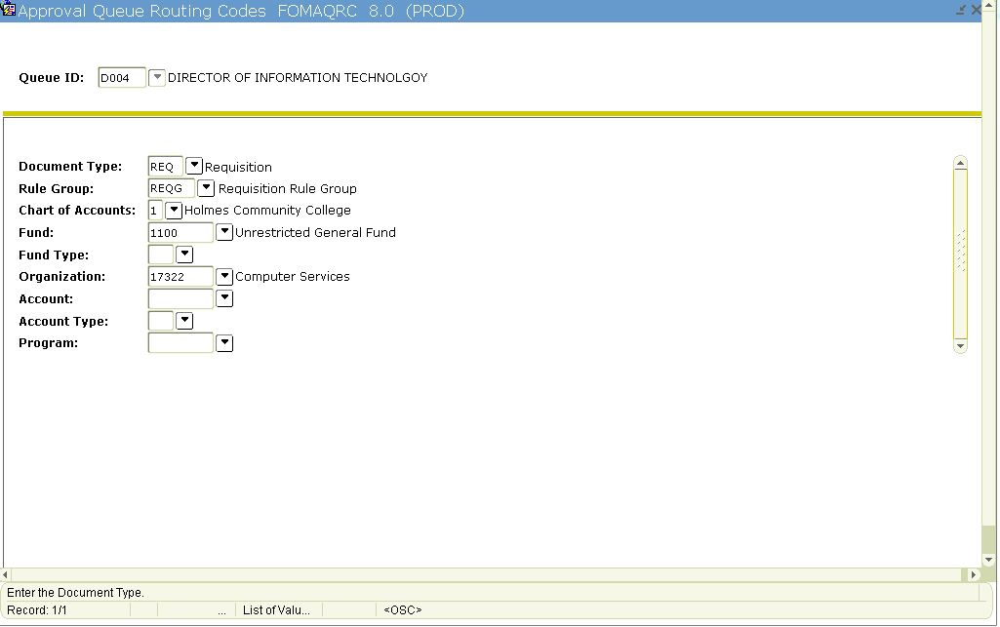 Approval Queue Routing Codes FOMAQRC 8.0 (PROD)
Queue ID: D004 DIRECTOR OF INFORMATION TECHNOLGOY
Document Type: REQ Requisition
Rule Group: REQG Requisition Rule Group
Chart of Accounts: 1 Holmes Community College
Fund: 1100 Unrestricted General Fund
Fund Type:
Organization: 17322 Computer Services
Account:
Account Type:
Program:
Enter the Document Type.
Record: 1/1 ... List of Valu... <OSC>